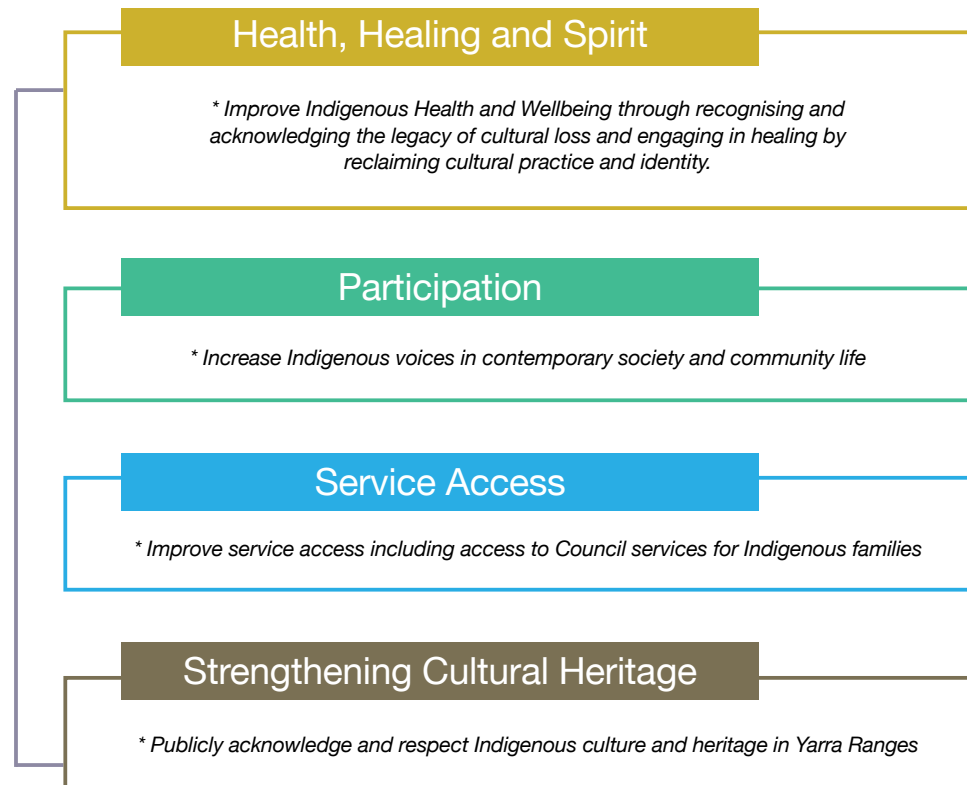 Health, Healing and Spirit
* Improve Indigenous Health and Wellbeing through recognising and
acknowledging the legacy of cultural loss and engaging in healing by
reclaiming cultural practice and identity.
Participation
* Increase Indigenous voices in contemporary society and community life
Service Access
* Improve service access including access to Council services for Indigenous families
Strengthening Cultural Heritage
* Publicly acknowledge and respect Indigenous culture and heritage in Yarra Ranges